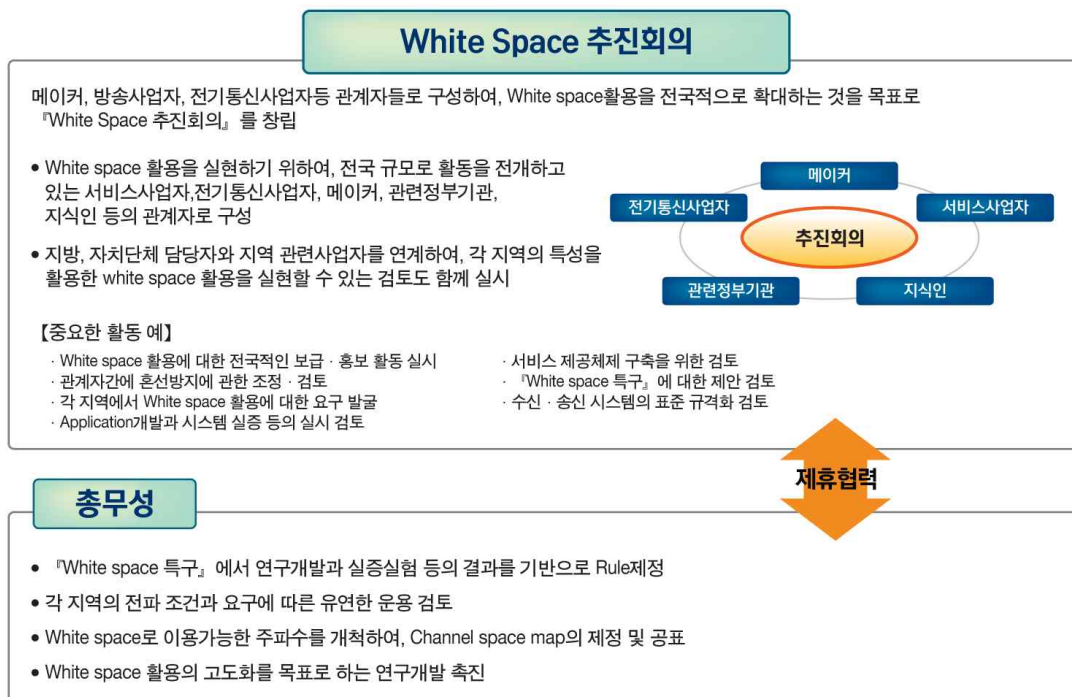 White Space 추진회의
메이커, 방송사업자, 전기통신사업자등 관계자들로 구성하여, White space활용을 전국적으로 확대하는 것을 목표로
『White Space 추진회의』를 창립
• White space 활용을 실현하기 위하여, 전국 규모로 활동을 전개하고
있는 서비스사업자,전기통신사업자, 메이커, 관련정부기관,
지식인 등의 관계자로 구성
• 지방, 자치단체 담당자와 지역 관련사업자를 연계하여, 각 지역의 특성을
활용한 white space 활용을 실현할 수 있는 검토도 함께 실시
메이커
전기통신사업자
서비스사업자
추진회의
관련정부기관
지식인
【중요한 활동 예】
· White space 활용에 대한 전국적인 보급 · 홍보 활동 실시
· 관계자간에 혼선방지에 관한 조정 · 검토
· 각 지역에서 White space 활용에 대한 요구 발굴
· Application개발과 시스템 실증 등의 실시 검토
· 서비스 제공체제 구축을 위한 검토
· 『White space 특구』에 대한 제안 검토
· 수신 · 송신 시스템의 표준 규격화 검토
제휴협력
총무성
• 『White space 특구』에서 연구개발과 실증실험 등의 결과를 기반으로 Rule제정
• 각 지역의 전파 조건과 요구에 따른 유연한 운용 검토
• White space로 이용가능한 주파수를 개척하여, Channel space map의 제정 및 공표
• White space 활용의 고도화를 목표로 하는 연구개발 촉진